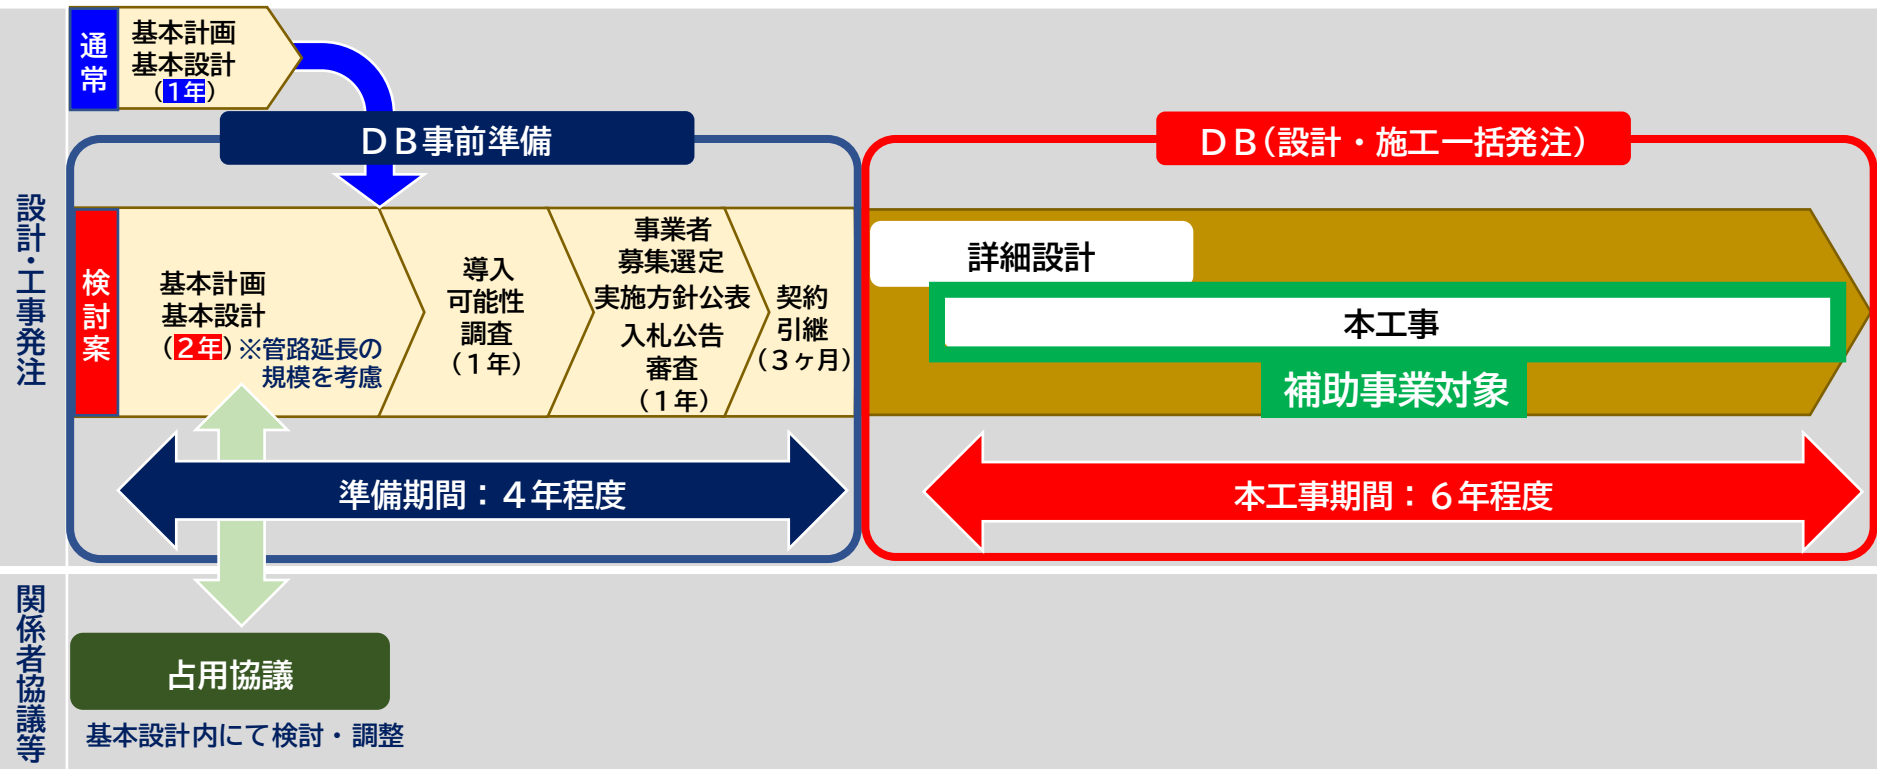 通常
基本計画
基本設計
（１年）
ＤＢ事前準備
ＤＢ（設計・施工一括発注）
設計・工事発注
検討案
基本計画
基本設計
（２年）※管路延長の
規模を考慮
導入
可能性
調査
（１年）
事業者
募集選定
実施方針公表
入札公告
審査
（１年）
契約
引継
（３ヶ月）
詳細設計
本工事
補助事業対象
準備期間：４年程度
本工事期間：６年程度
関係者協議等
占用協議
基本設計内にて検討・調整